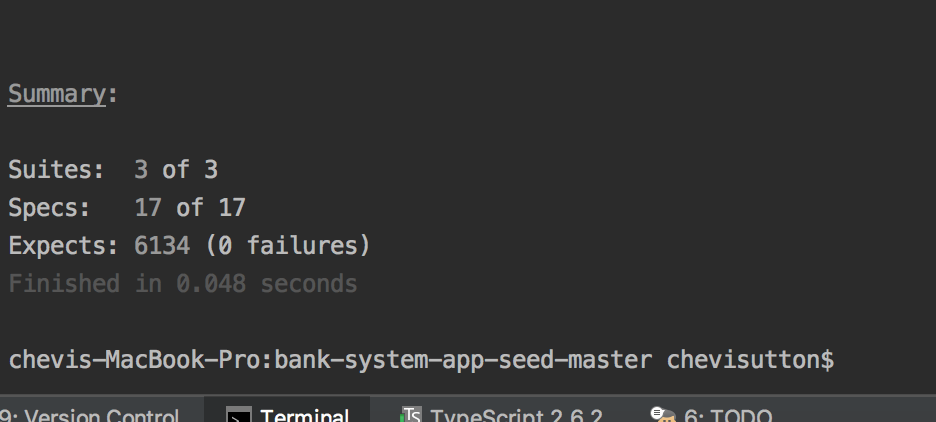 Summary:
Suites: 3 of 3
Specs: 17 of 17
Expects: 6134 (0 failures)
Finished in 0.048 seconds
chevis-MacBook-Pro:bank-system-app-seed-master chevisutton$
9: Version Control Terminal TS TypeScript 2.6.2 6: TODO